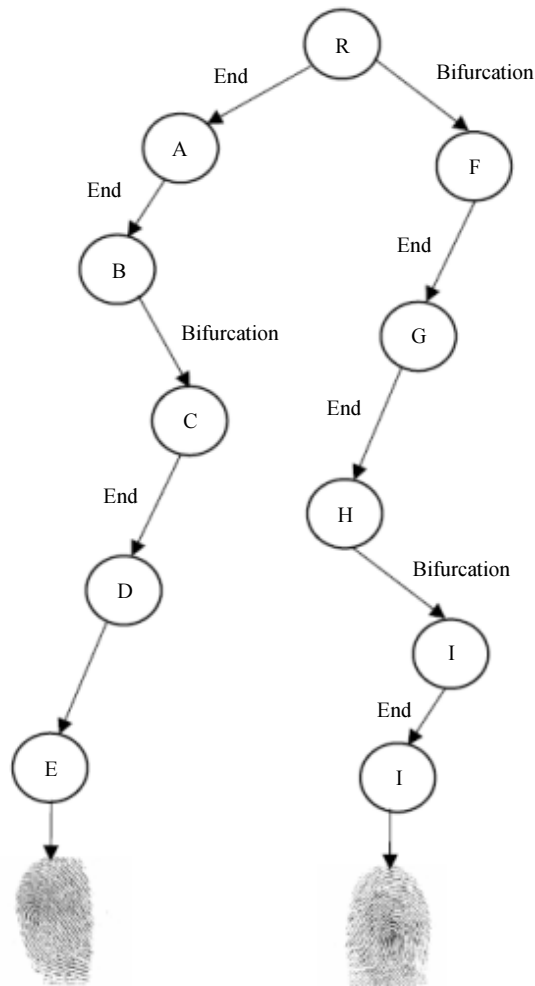 R
End
Bifurcation
A
F
End
End
B
G
Bifurcation
End
C
End
H
Bifurcation
D
I
End
E
I